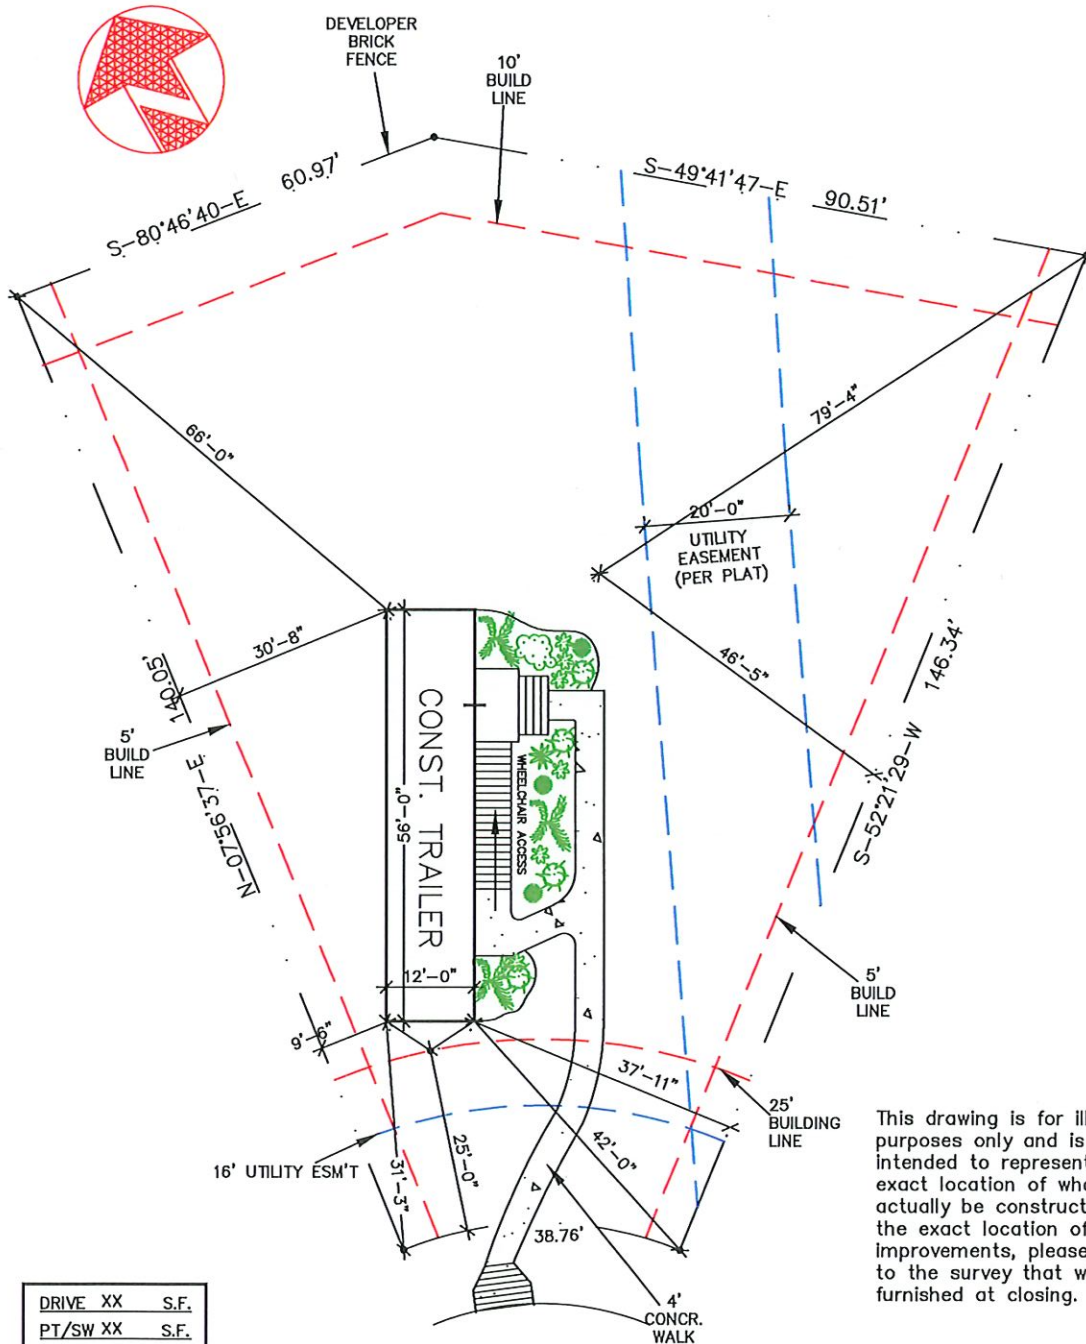 DEVELOPER
BRICK
FENCE
10'
BUILD
LINE
S-80°46'40-E 60.97'
S-49°41'47-E 90.51'
66'-0"
79'-4"
20'-0"
UTILITY
EASEMENT
(PER PLAT)
30'-8"
46'-5"
140.05'
N-07°56'37-E
146.34'
S-52°21'29-W
5'
BUILD
LINE
CONST. TRAILER
56'-0"
WHEELCHAIR ACCESS
12'-0"
9'-6"
5'
BUILD
LINE
37'-11"
25'
BUILDING
LINE
16' UTILITY ESM'T
31'-3"
25'-0"
42'-0"
38.76'
4'
CONCR.
WALK
This drawing is for
purposes only and is
intended to represent
exact location of
actually be
the exact location of
improvements, please
to the survey that
furnished at closing.
DRIVE XX S.F.
PT/SW XX S.F.